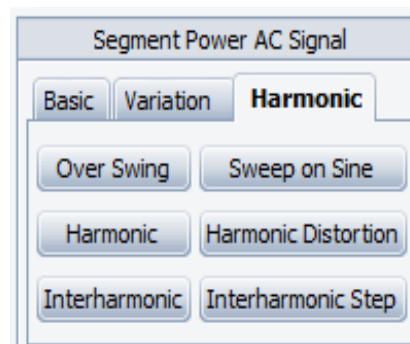 Segment Power AC Signal
Basic Variation Harmonic
Over Swing Sweep on Sine
Harmonic Harmonic Distortion
Interharmonic Interharmonic Step